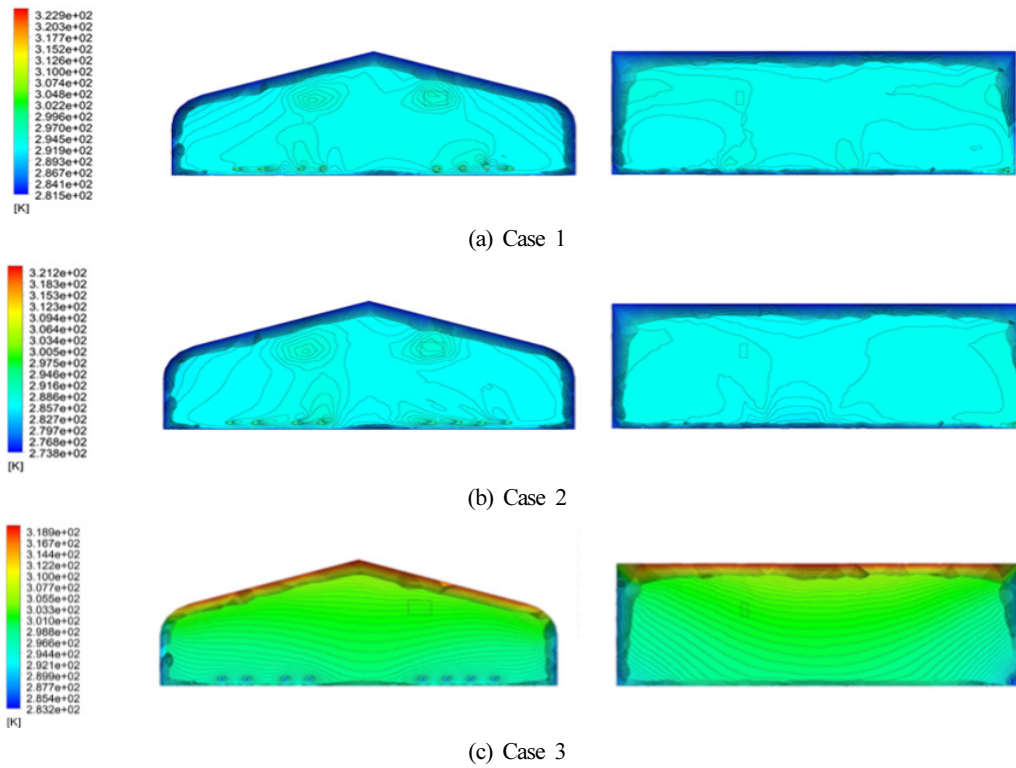 3.229e+02
3.203e+02
3.177e+02
3.152e+02
3.126e+02
3.100e+02
3.074e+02
3.048e+02
3.022e+02
2.996e+02
2.970e+02
2.945e+02
2.919e+02
2.893e+02
2.867e+02
2.841e+02
2.815e+02
[K]
(a) Case 1
3.212e+02
3.183e+02
3.153e+02
3.123e+02
3.094e+02
3.064e+02
3.034e+02
3.005e+02
2.975e+02
2.946e+02
2.916e+02
2.886e+02
2.857e+02
2.827e+02
2.797e+02
2.768e+02
2.738e+02
[K]
(b) Case 2
3.189e+02
3.167e+02
3.144e+02
3.122e+02
3.100e+02
3.077e+02
3.055e+02
3.033e+02
3.010e+02
2.988e+02
2.966e+02
2.944e+02
2.921e+02
2.899e+02
2.877e+02
2.854e+02
2.832e+02
[K]
(c) Case 3